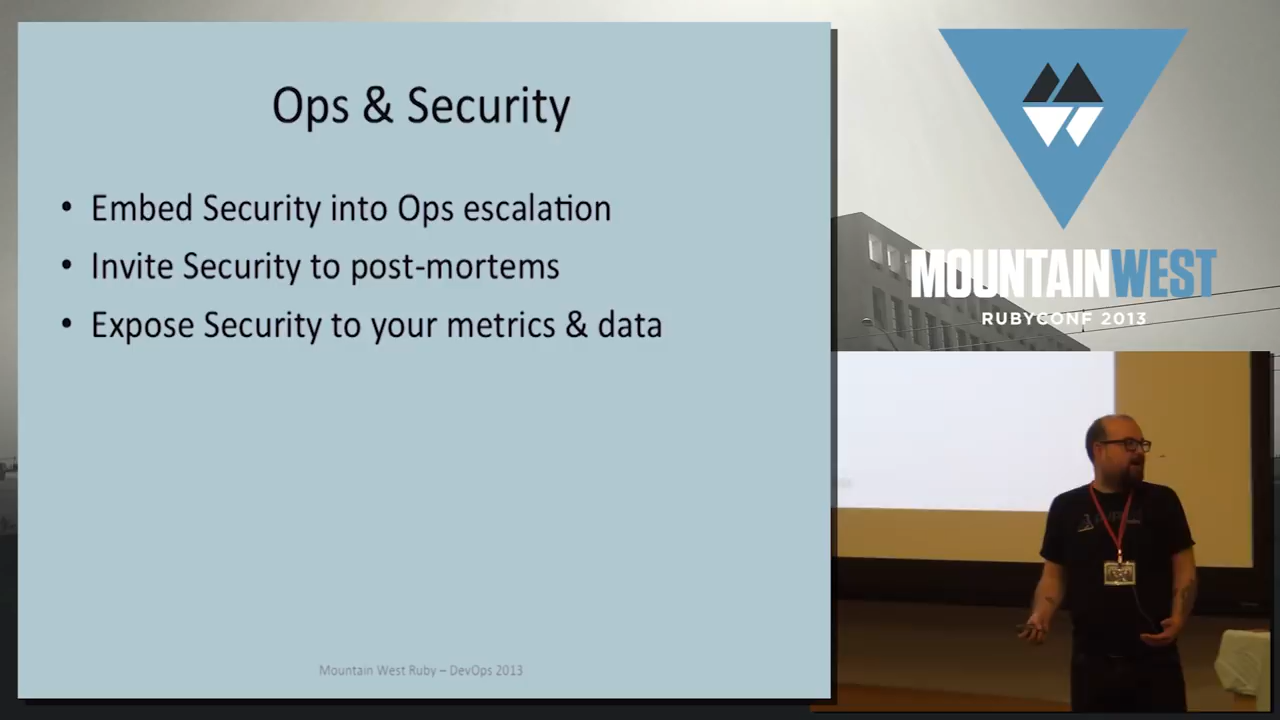 Ops & Security
• Embed Security into Ops escalation
• Invite Security to post-mortems
• Expose Security to your metrics & data
Mountain West Ruby – DevOps 2013
MOUNTAINWEST
RUBYCONF 2013